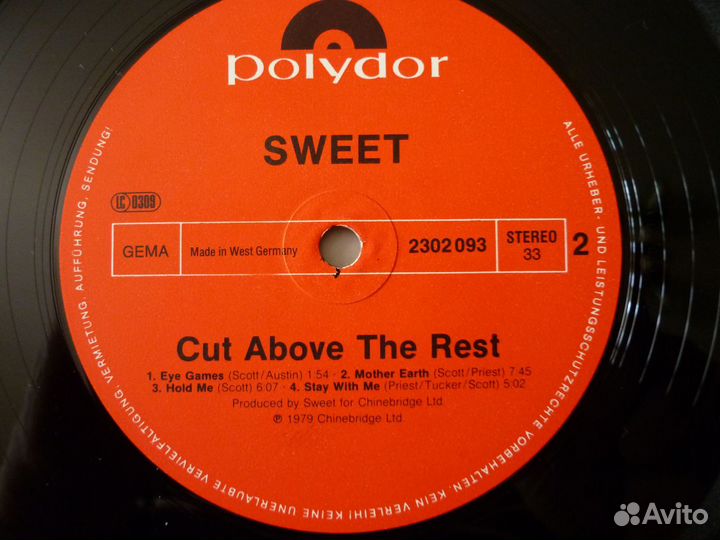 polydor
SWEET
LC 0309
GEMA
Made in West Germany
2302 093
STEREO
33
2
Cut Above The Rest
1. Eye Games (Scott/Austin) 1:54 · 2. Mother Earth (Scott/Priest) 7:45
3. Hold Me (Scott) 6:07 · 4. Stay With Me (Priest/Tucker/Scott) 5:02
Produced by Sweet for Chinebridge Ltd.
℗ 1979 Chinebridge Ltd.
ALLE URHEBER- UND LEISTUNGSSCHUTZRECHTE VORBEHALTEN. KEIN VERLEIH! KEINE UNERLAUBTE VERVIELFÄLTIGUNG, VERMIETUNG, AUFFÜHRUNG, SENDUNG!
Avito